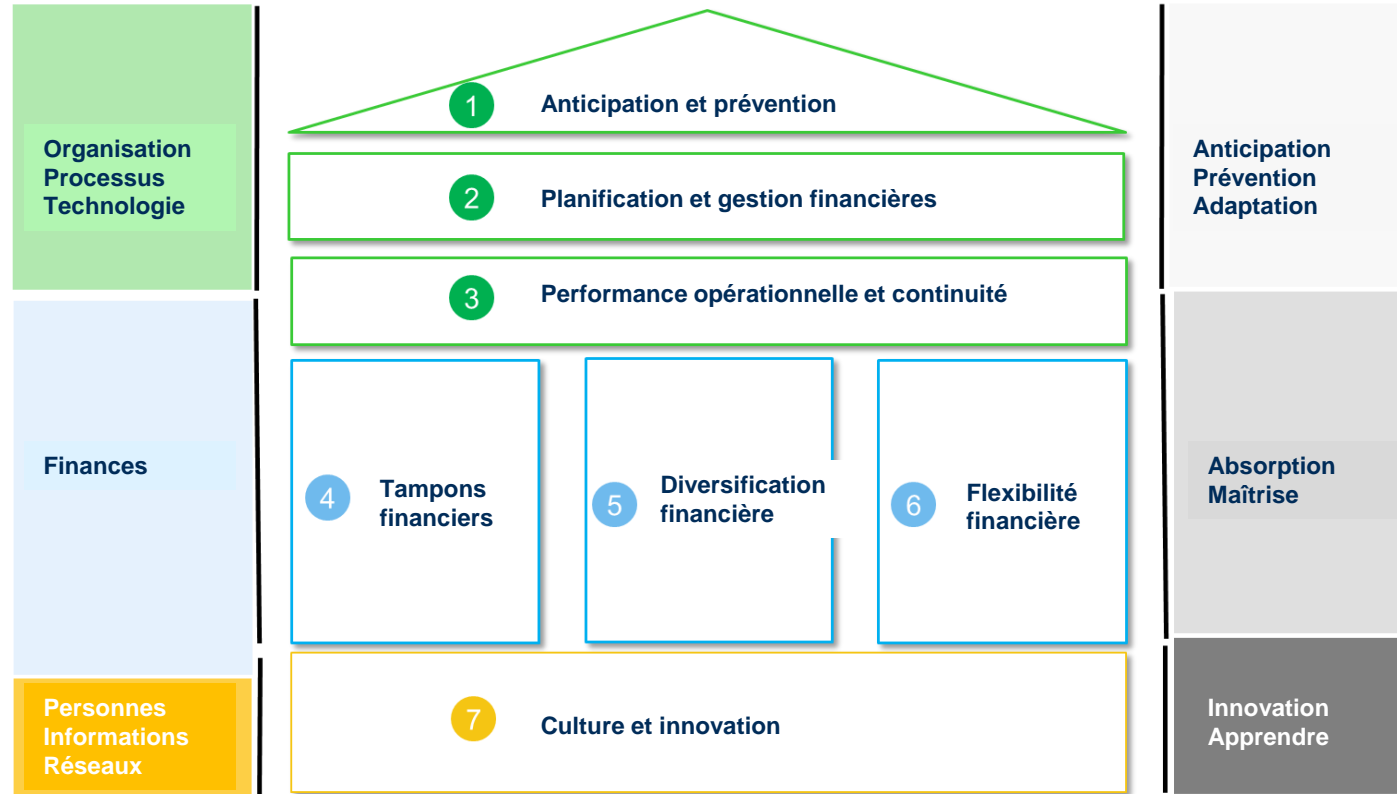 Organisation
Processus
Technologie
1 Anticipation et prévention
2 Planification et gestion financières
3 Performance opérationnelle et continuité
Anticipation
Prévention
Adaptation
Finances
4 Tampons
financiers
5 Diversification
financière
6 Flexibilité
financière
Absorption
Maîtrise
Personnes
Informations
Réseaux
7 Culture et innovation
Innovation
Apprendre